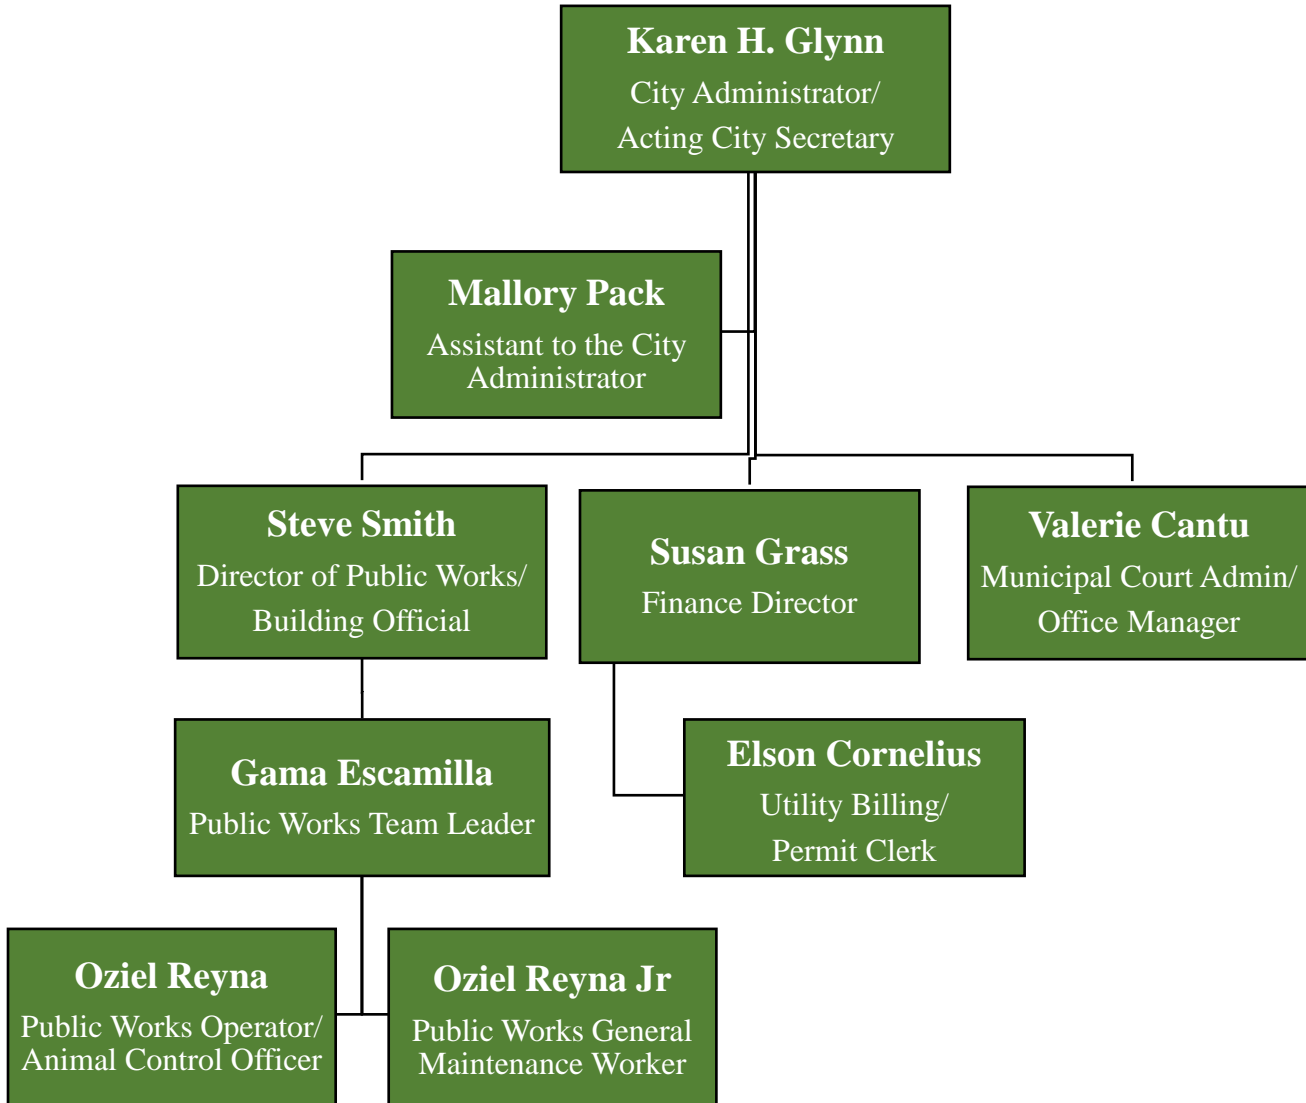 Karen H. Glynn
City Administrator/
Acting City Secretary
Mallory Pack
Assistant to the City
Administrator
Steve Smith
Director of Public Works/
Building Official
Susan Grass
Finance Director
Valerie Cantu
Municipal Court Admin/
Office Manager
Gama Escamilla
Public Works Team Leader
Elson Cornelius
Utility Billing/
Permit Clerk
Oziel Reyna
Public Works Operator/
Animal Control Officer
Oziel Reyna Jr
Public Works General
Maintenance Worker